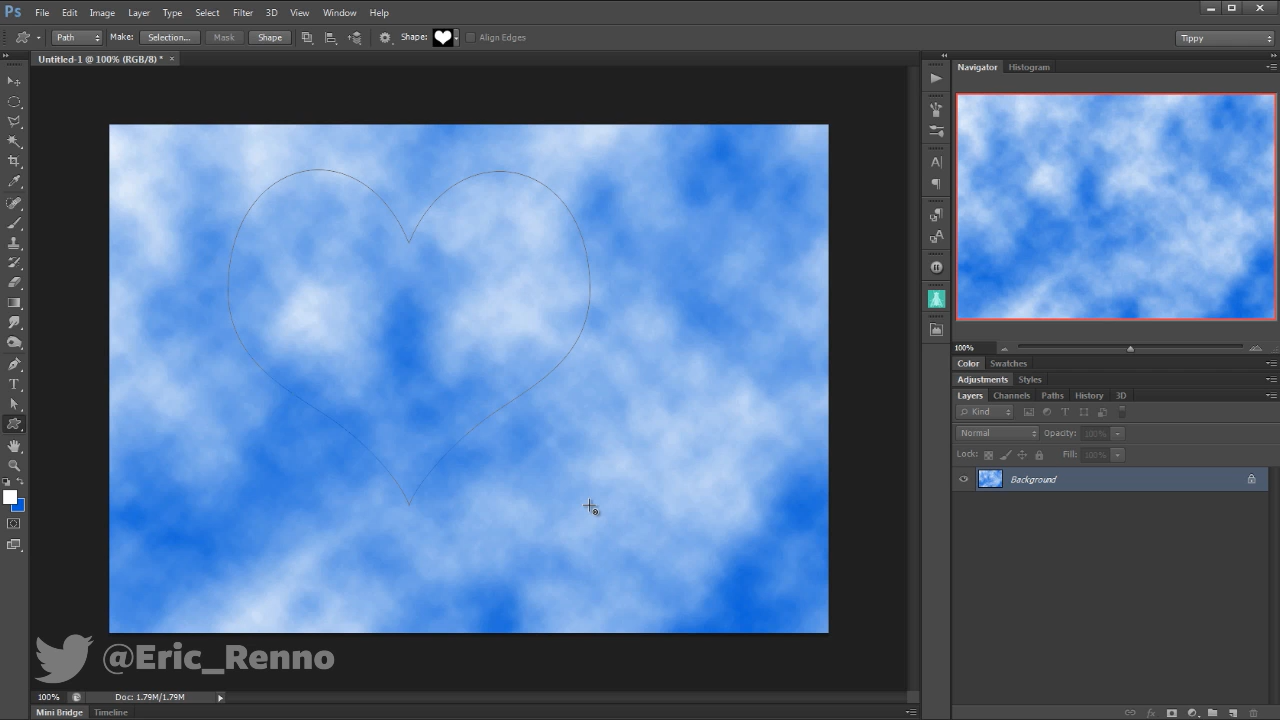 Ps File Edit Image Layer Type Select Filter 3D View Window Help
Path Make: Selection... Mask Shape Shape: Align Edges Tippy
Untitled-1 @ 100% (RGB/8) * ×
Navigator Histogram
100%
Color Swatches
Adjustments Styles
Layers Channels Paths History 3D
Kind
Normal Opacity: 100%
Lock: Fill: 100%
Background
@Eric_Renno
100% Doc: 1.79M/1.79M
Mini Bridge Timeline